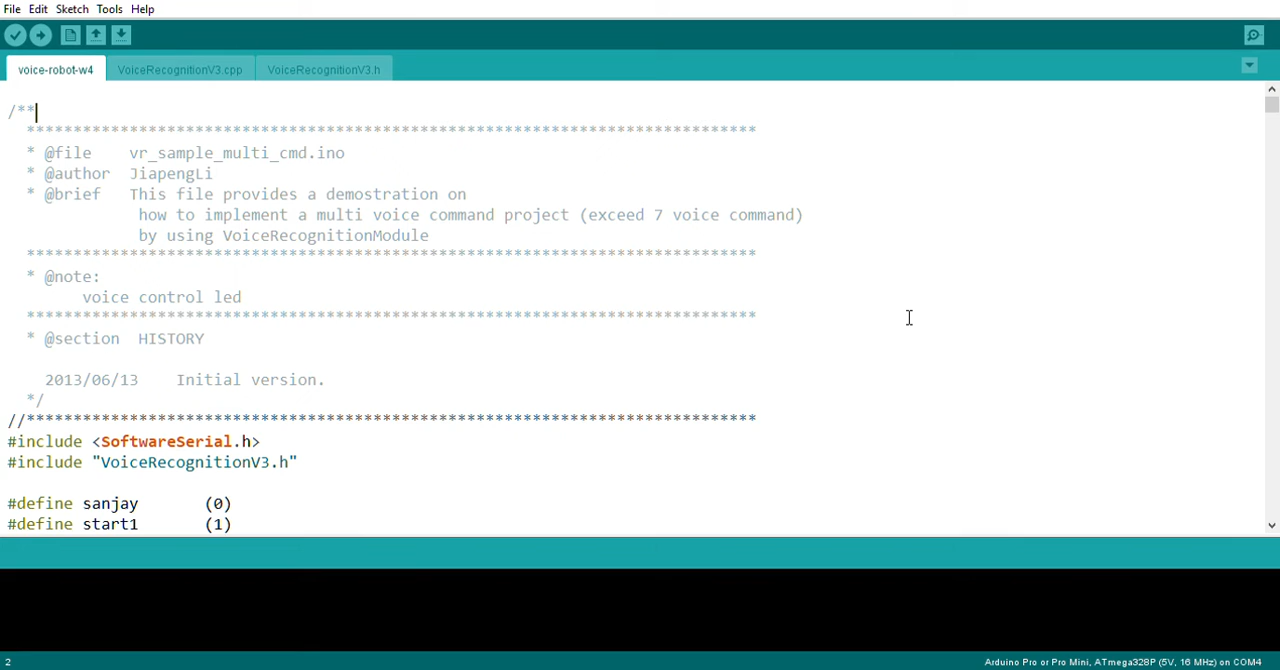 File Edit Sketch Tools Help
voice-robot-w4 VoiceRecognitionV3.cpp VoiceRecognitionV3.h
/**
******************************************************************************
* @file    vr_sample_multi_cmd.ino
* @author  JiapengLi
* @brief   This file provides a demostration on
how to implement a multi voice command project (exceed 7 voice command)
by using VoiceRecognitionModule
******************************************************************************
* @note:
voice control led
******************************************************************************
* @section  HISTORY
2013/06/13    Initial version.
*/
//******************************************************************************
#include <SoftwareSerial.h>
#include "VoiceRecognitionV3.h"
#define sanjay       (0)
#define start1       (1)
2 Arduino Pro or Pro Mini, ATmega328P (5V, 16 MHz) on COM4